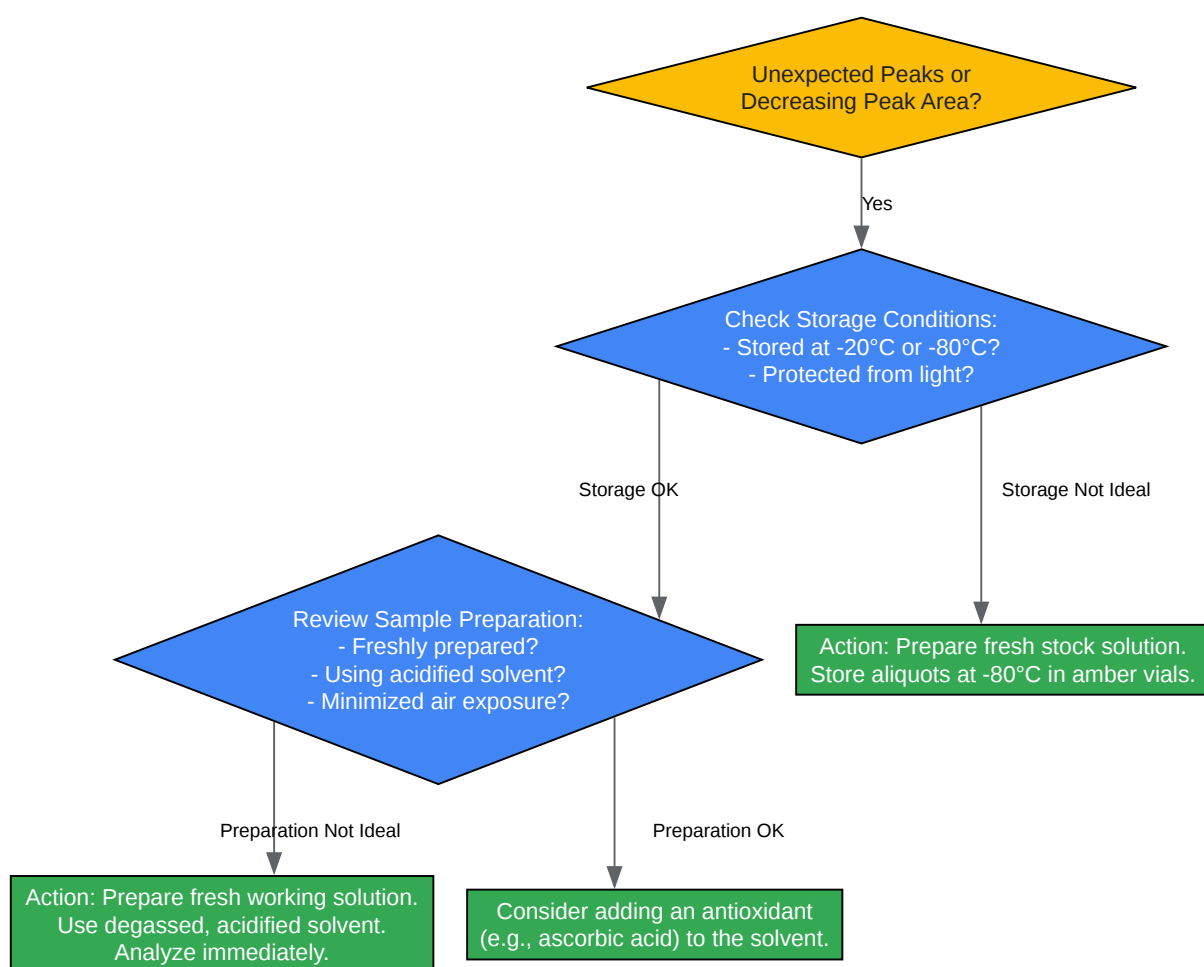 Unexpected Peaks or
Decreasing Peak Area?
Yes
Check Storage Conditions:
- Stored at -20°C or -80°C?
- Protected from light?
Storage OK
Storage Not Ideal
Review Sample Preparation:
- Freshly prepared?
- Using acidified solvent?
- Minimized air exposure?
Action: Prepare fresh stock solution.
Store aliquots at -80°C in amber vials.
Preparation Not Ideal
Preparation OK
Action: Prepare fresh working solution.
Use degassed, acidified solvent.
Analyze immediately.
Consider adding an antioxidant
(e.g., ascorbic acid) to the solvent.